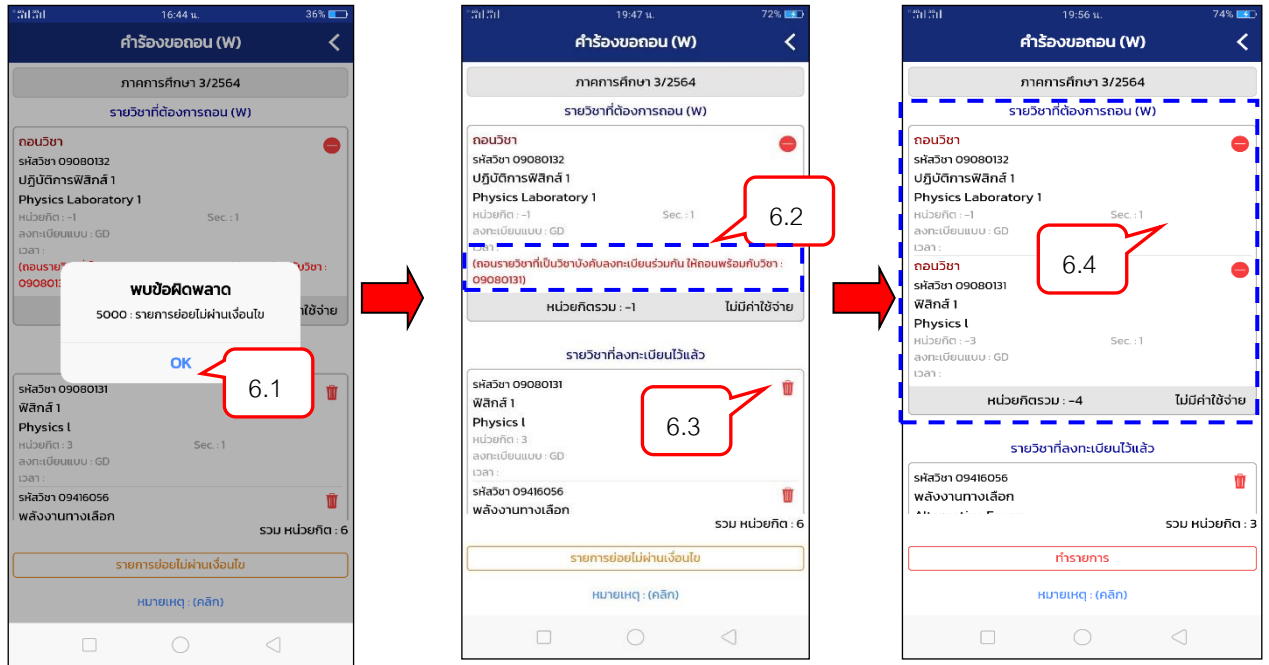 16:44 น.
36%
คำร้องขอถอน (W)
ภาคการศึกษา 3/2564
รายวิชาที่ต้องการถอน (W)
ถอนวิชา
รหัสวิชา 09080132
ปฏิบัติการฟิสิกส์ 1
Physics Laboratory 1
หน่วยกิต : -1 Sec. : 1
ลงทะเบียนแบบ : GD
เวลา :
พบข้อผิดพลาด
5000 : รายการย่อยไม่ผ่านเงื่อนไข
OK
6.1
รหัสวิชา 09080131
ฟิสิกส์ 1
Physics l
หน่วยกิต : 3 Sec. : 1
ลงทะเบียนแบบ : GD
เวลา :
รหัสวิชา 09416056
พลังงานทางเลือก
รวม หน่วยกิต : 6
รายการย่อยไม่ผ่านเงื่อนไข
หมายเหตุ : (คลิก)
19:47 น.
72%
คำร้องขอถอน (W)
ภาคการศึกษา 3/2564
รายวิชาที่ต้องการถอน (W)
ถอนวิชา
รหัสวิชา 09080132
ปฏิบัติการฟิสิกส์ 1
Physics Laboratory 1
หน่วยกิต : -1 Sec. : 1
ลงทะเบียนแบบ : GD
เวลา :
6.2
(ถอนรายวิชาที่เป็นวิชาบังคับลงทะเบียนร่วมกัน ให้ถอนพร้อมกับวิชา :
09080131)
หน่วยกิตรวม : -1 ไม่มีค่าใช้จ่าย
รายวิชาที่ลงทะเบียนไว้แล้ว
รหัสวิชา 09080131
ฟิสิกส์ 1
Physics l
หน่วยกิต : 3
ลงทะเบียนแบบ : GD
เวลา :
6.3
รหัสวิชา 09416056
พลังงานทางเลือก
รวม หน่วยกิต : 6
รายการย่อยไม่ผ่านเงื่อนไข
หมายเหตุ : (คลิก)
19:56 น.
74%
คำร้องขอถอน (W)
ภาคการศึกษา 3/2564
รายวิชาที่ต้องการถอน (W)
ถอนวิชา
รหัสวิชา 09080132
ปฏิบัติการฟิสิกส์ 1
Physics Laboratory 1
หน่วยกิต : -1 Sec. : 1
ลงทะเบียนแบบ : GD
เวลา :
ถอนวิชา
รหัสวิชา 09080131
ฟิสิกส์ 1
Physics l
หน่วยกิต : -3 Sec. : 1
ลงทะเบียนแบบ : GD
เวลา :
6.4
หน่วยกิตรวม : -4 ไม่มีค่าใช้จ่าย
รายวิชาที่ลงทะเบียนไว้แล้ว
รหัสวิชา 09416056
พลังงานทางเลือก
รวม หน่วยกิต : 3
ทำรายการ
หมายเหตุ : (คลิก)